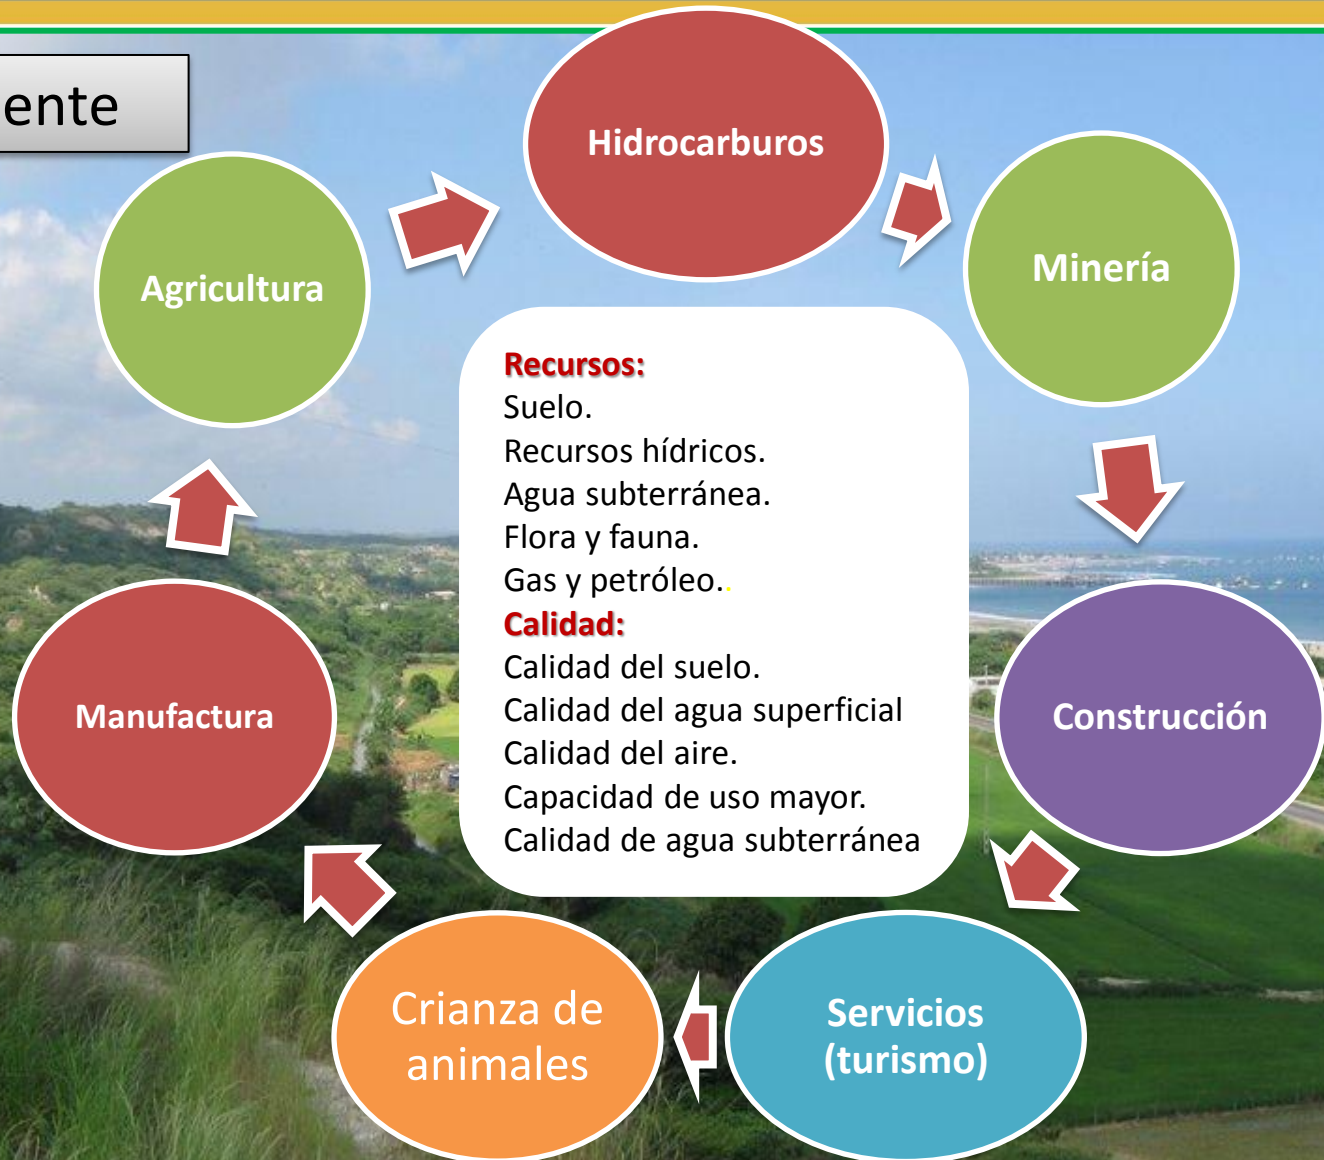 ente
Hidrocarburos
Minería
Agricultura
Recursos:
Suelo.
Recursos hídricos.
Agua subterránea.
Flora y fauna.
Gas y petróleo..
Calidad:
Calidad del suelo.
Calidad del agua superficial
Calidad del aire.
Capacidad de uso mayor.
Calidad de agua subterránea
Manufactura
Construcción
Crianza de
animales
Servicios
(turismo)